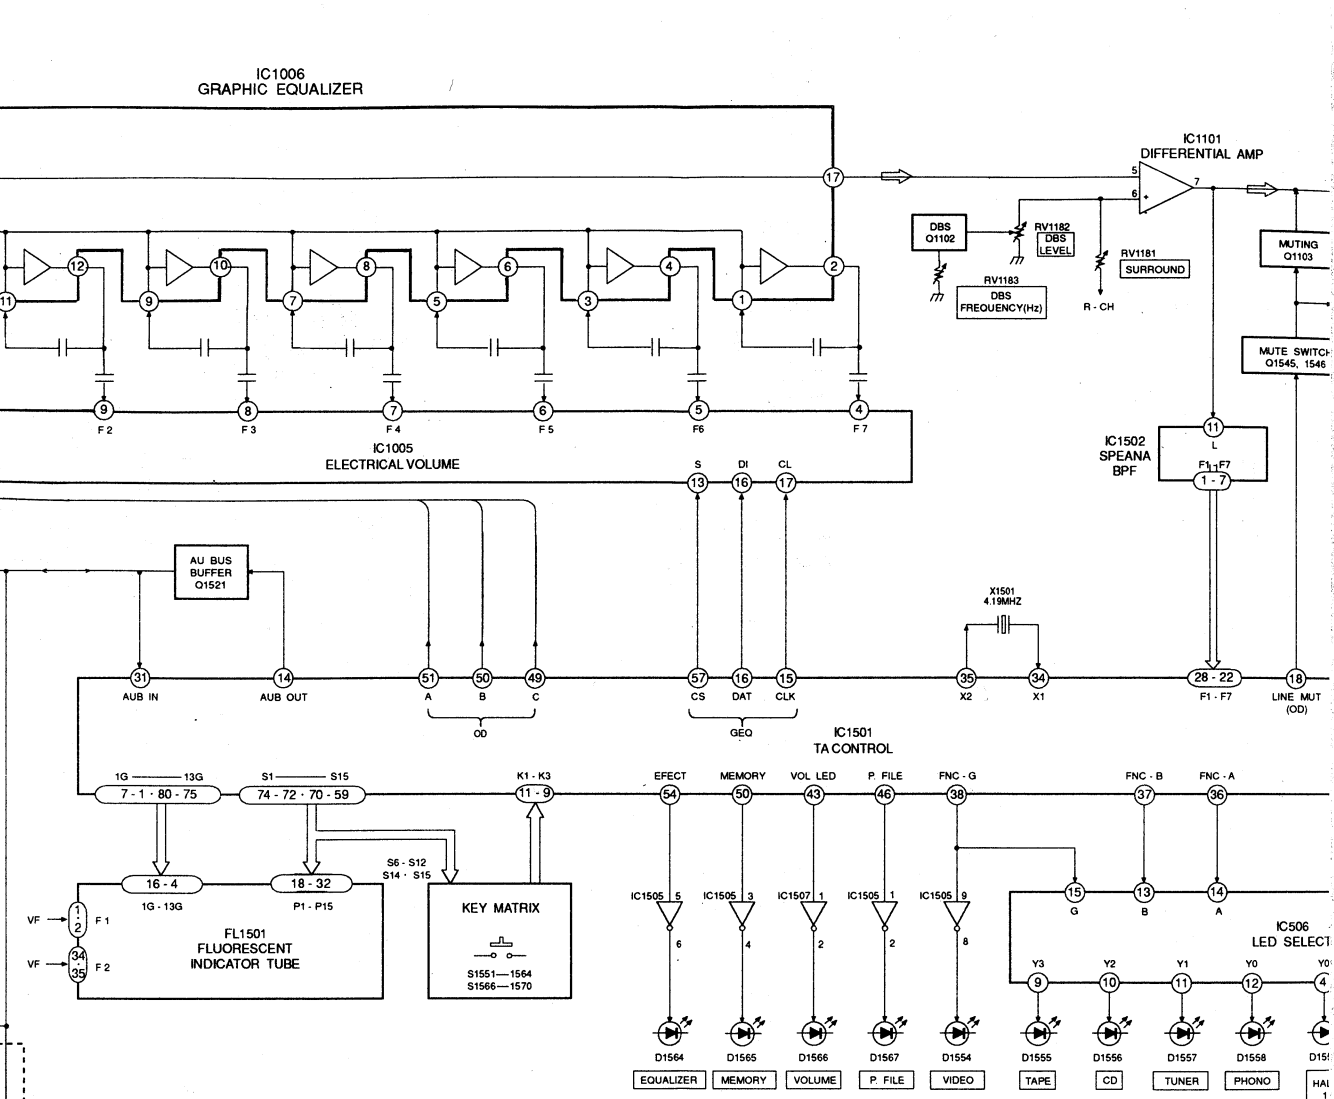 IC1006
GRAPHIC EQUALIZER
IC1101
DIFFERENTIAL AMP
17
5
6
7
+
-
DBS
Q1102
RV1182
DBS
LEVEL
RV1183
DBS
FREQUENCY(Hz)
RV1181
SURROUND
R - CH
MUTING
Q1103
12
10
8
6
4
2
11
9
7
5
3
1
MUTE SWITCH
Q1545, 1546
9
8
7
6
5
4
F 2
F 3
F 4
F 5
F6
F 7
IC1005
ELECTRICAL VOLUME
S
DI
CL
13
16
17
IC1502
SPEANA
BPF
11
L
F1 F7
1 - 7
AU BUS
BUFFER
Q1521
X1501
4.19MHZ
31
14
51
50
49
57
16
15
35
34
28 - 22
18
AUB IN
AUB OUT
A
B
C
CS
DAT
CLK
X2
X1
F1 - F7
LINE MUT
(OD)
OD
GEQ
IC1501
TA CONTROL
1G
13G
S1
S15
K1 - K3
EFECT
MEMORY
VOL LED
P. FILE
FNC - G
FNC - B
FNC - A
7 - 1 · 80 - 75
74 - 72 · 70 - 59
11 - 9
54
50
43
46
38
37
36
S6 - S12
S14 · S15
16 - 4
18 - 32
1G - 13G
P1 - P15
VF
1
·
2
F 1
VF
34
·
35
F 2
FL1501
FLUORESCENT
INDICATOR TUBE
KEY MATRIX
S1551—1564
S1566—1570
IC1505
5
6
IC1505
3
4
IC1507
1
2
IC1505
1
2
IC1505
9
8
15
13
14
G
B
A
IC506
LED SELECT
Y3
Y2
Y1
Y0
Y0
9
10
11
12
4
D1564
D1565
D1566
D1567
D1554
D1555
D1556
D1557
D1558
D15
EQUALIZER
MEMORY
VOLUME
P. FILE
VIDEO
TAPE
CD
TUNER
PHONO
HAL
1